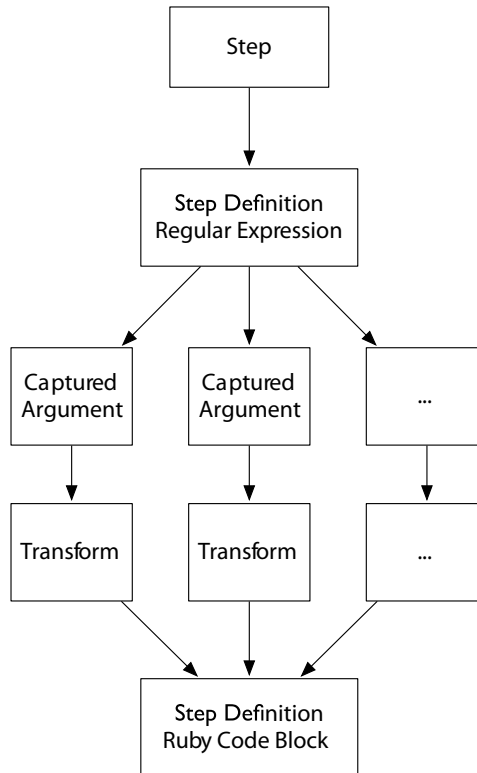 Step
Step Definition
Regular Expression
Captured
Argument
Captured
Argument
...
Transform
Transform
...
Step Definition
Ruby Code Block